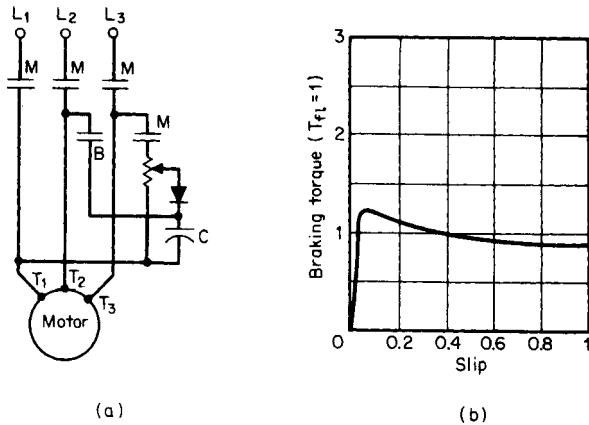 L₁ L₂ L₃
M M M
M
B
C
T₁ T₂ T₃
Motor
(a)
Braking torque (Tfl = 1)
3
2
1
0
0.2 0.4 0.6 0.8 1
Slip
(b)